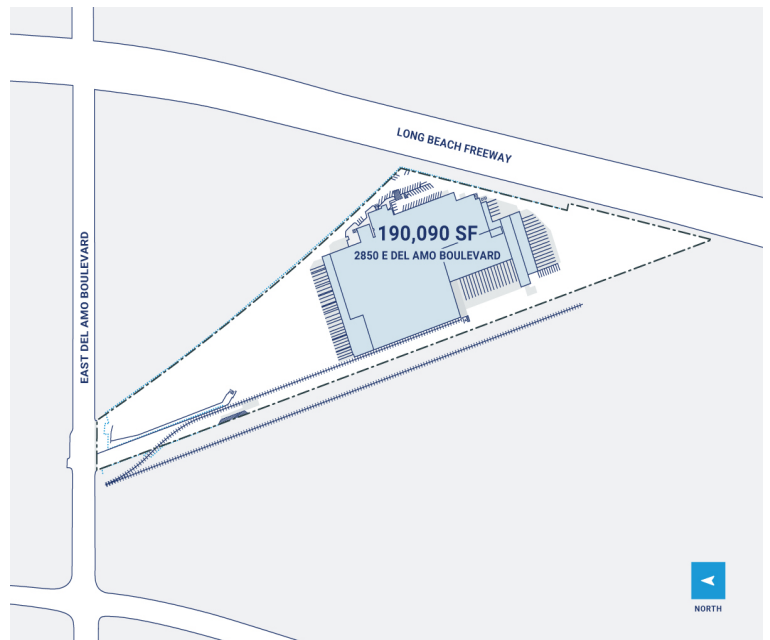 LONG BEACH FREEWAY
190,090 SF
2850 E DEL AMO BOULEVARD
EAST DEL AMO BOULEVARD
NORTH